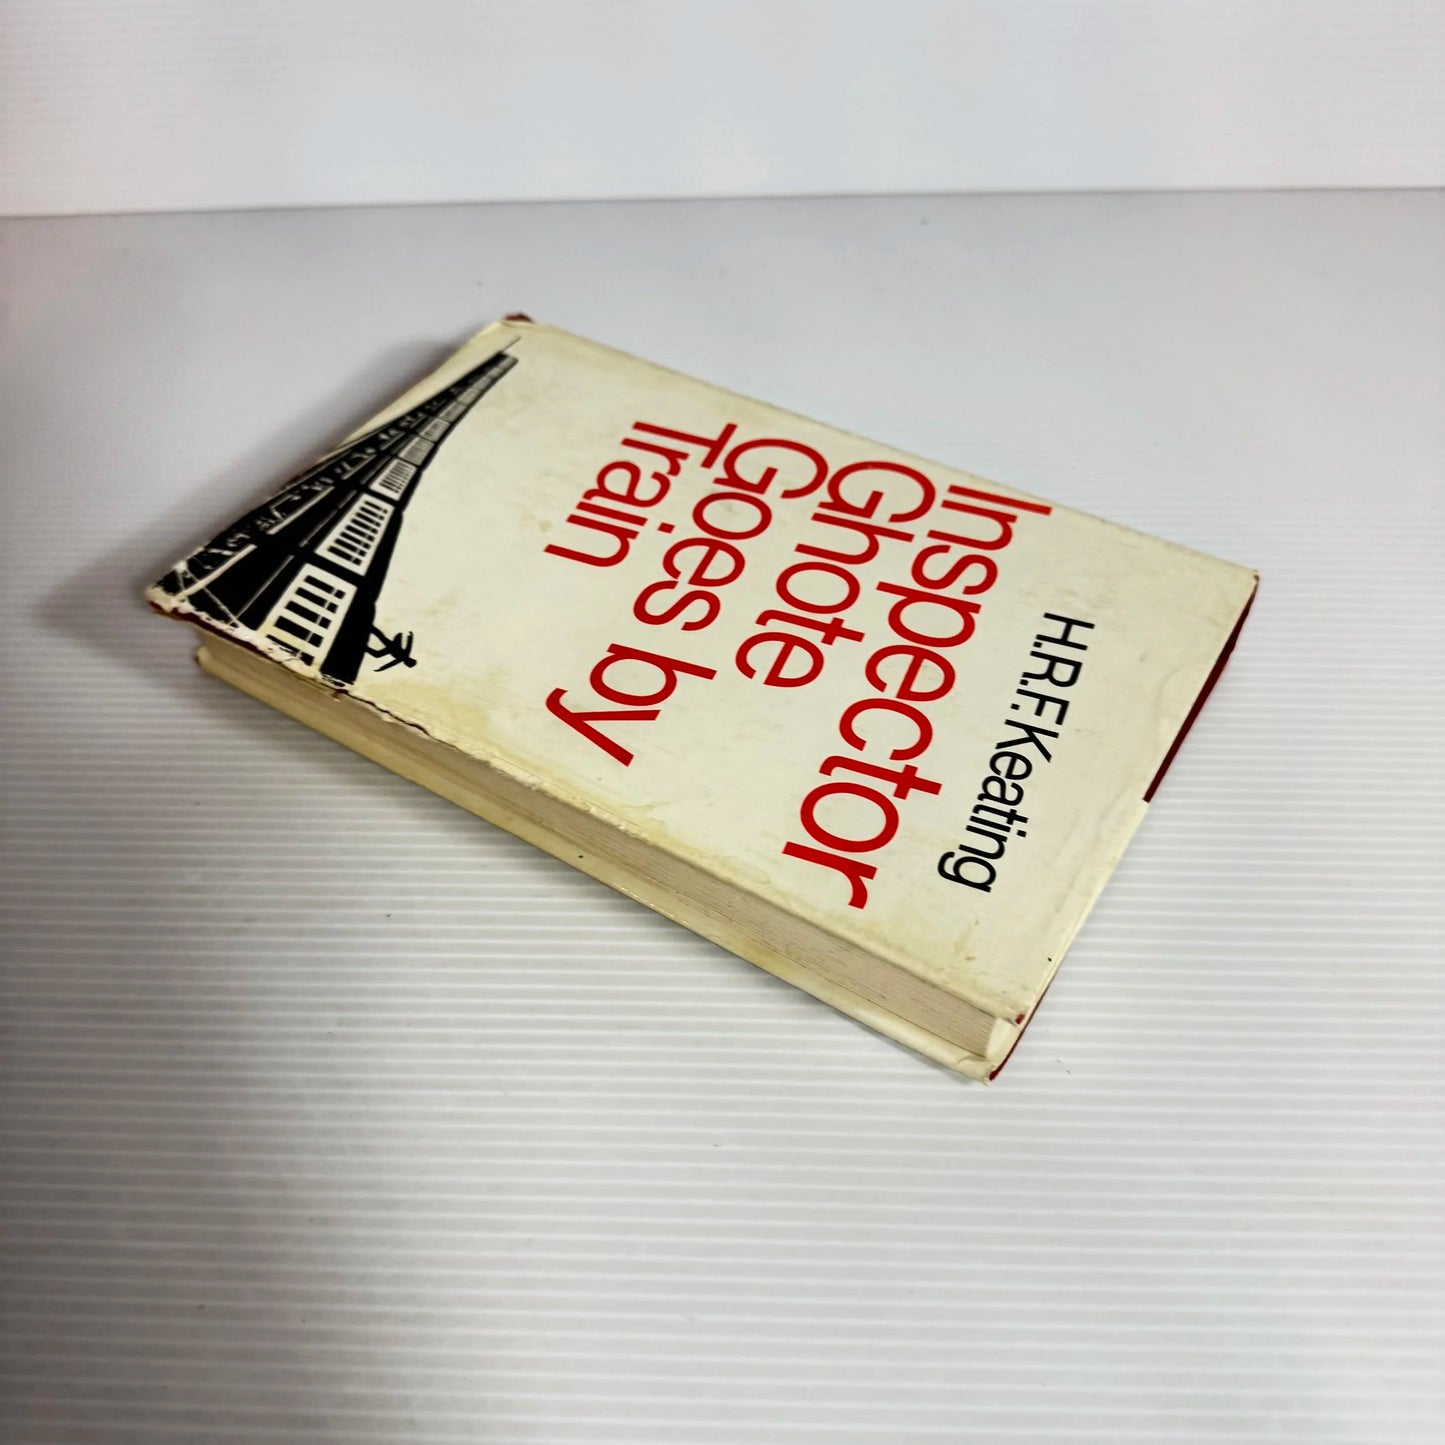 H.R.F. Keating
Inspector
Ghote
Goes by
Train